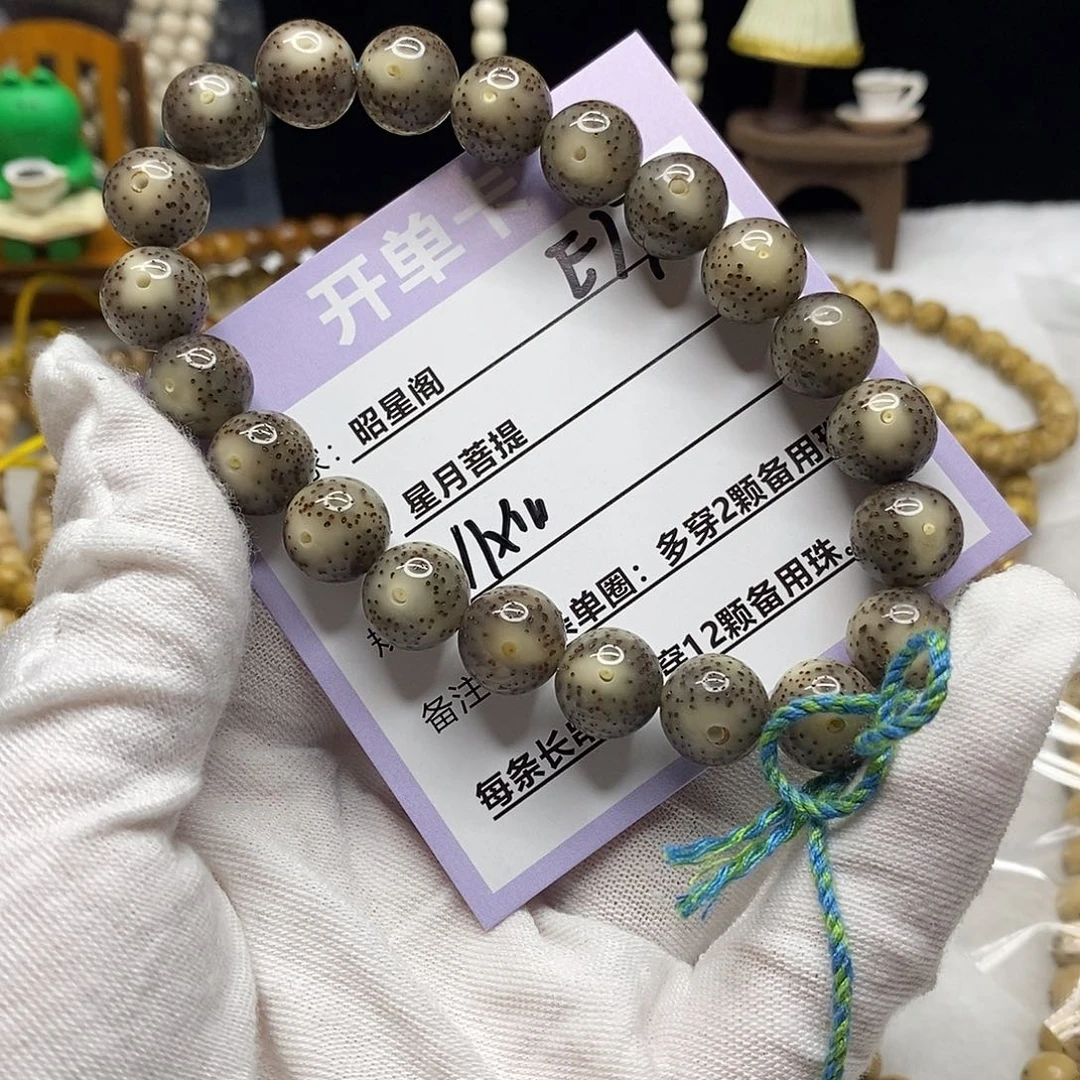 开单卡
：昭星阁
星月菩提
单圈：多穿2颗备用珠
备注
穿12颗备用珠。
每条长